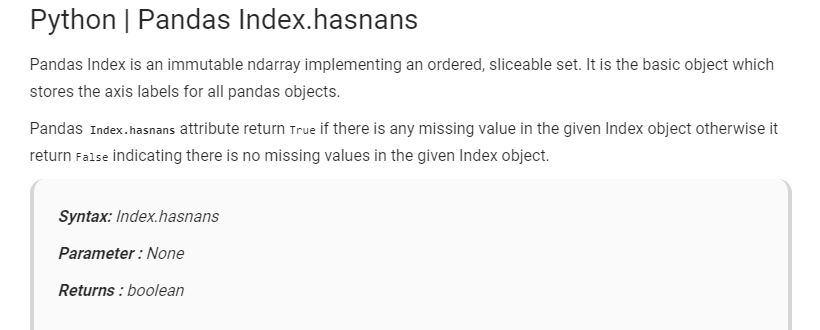 Python | Pandas Index.hasnans
Pandas Index is an immutable ndarray implementing an ordered, sliceable set. It is the basic object which
stores the axis labels for all pandas objects.
Pandas Index.hasnans attribute return True if there is any missing value in the given Index object otherwise it
return False indicating there is no missing values in the given Index object.
Syntax: Index.hasnans
Parameter : None
Returns : boolean